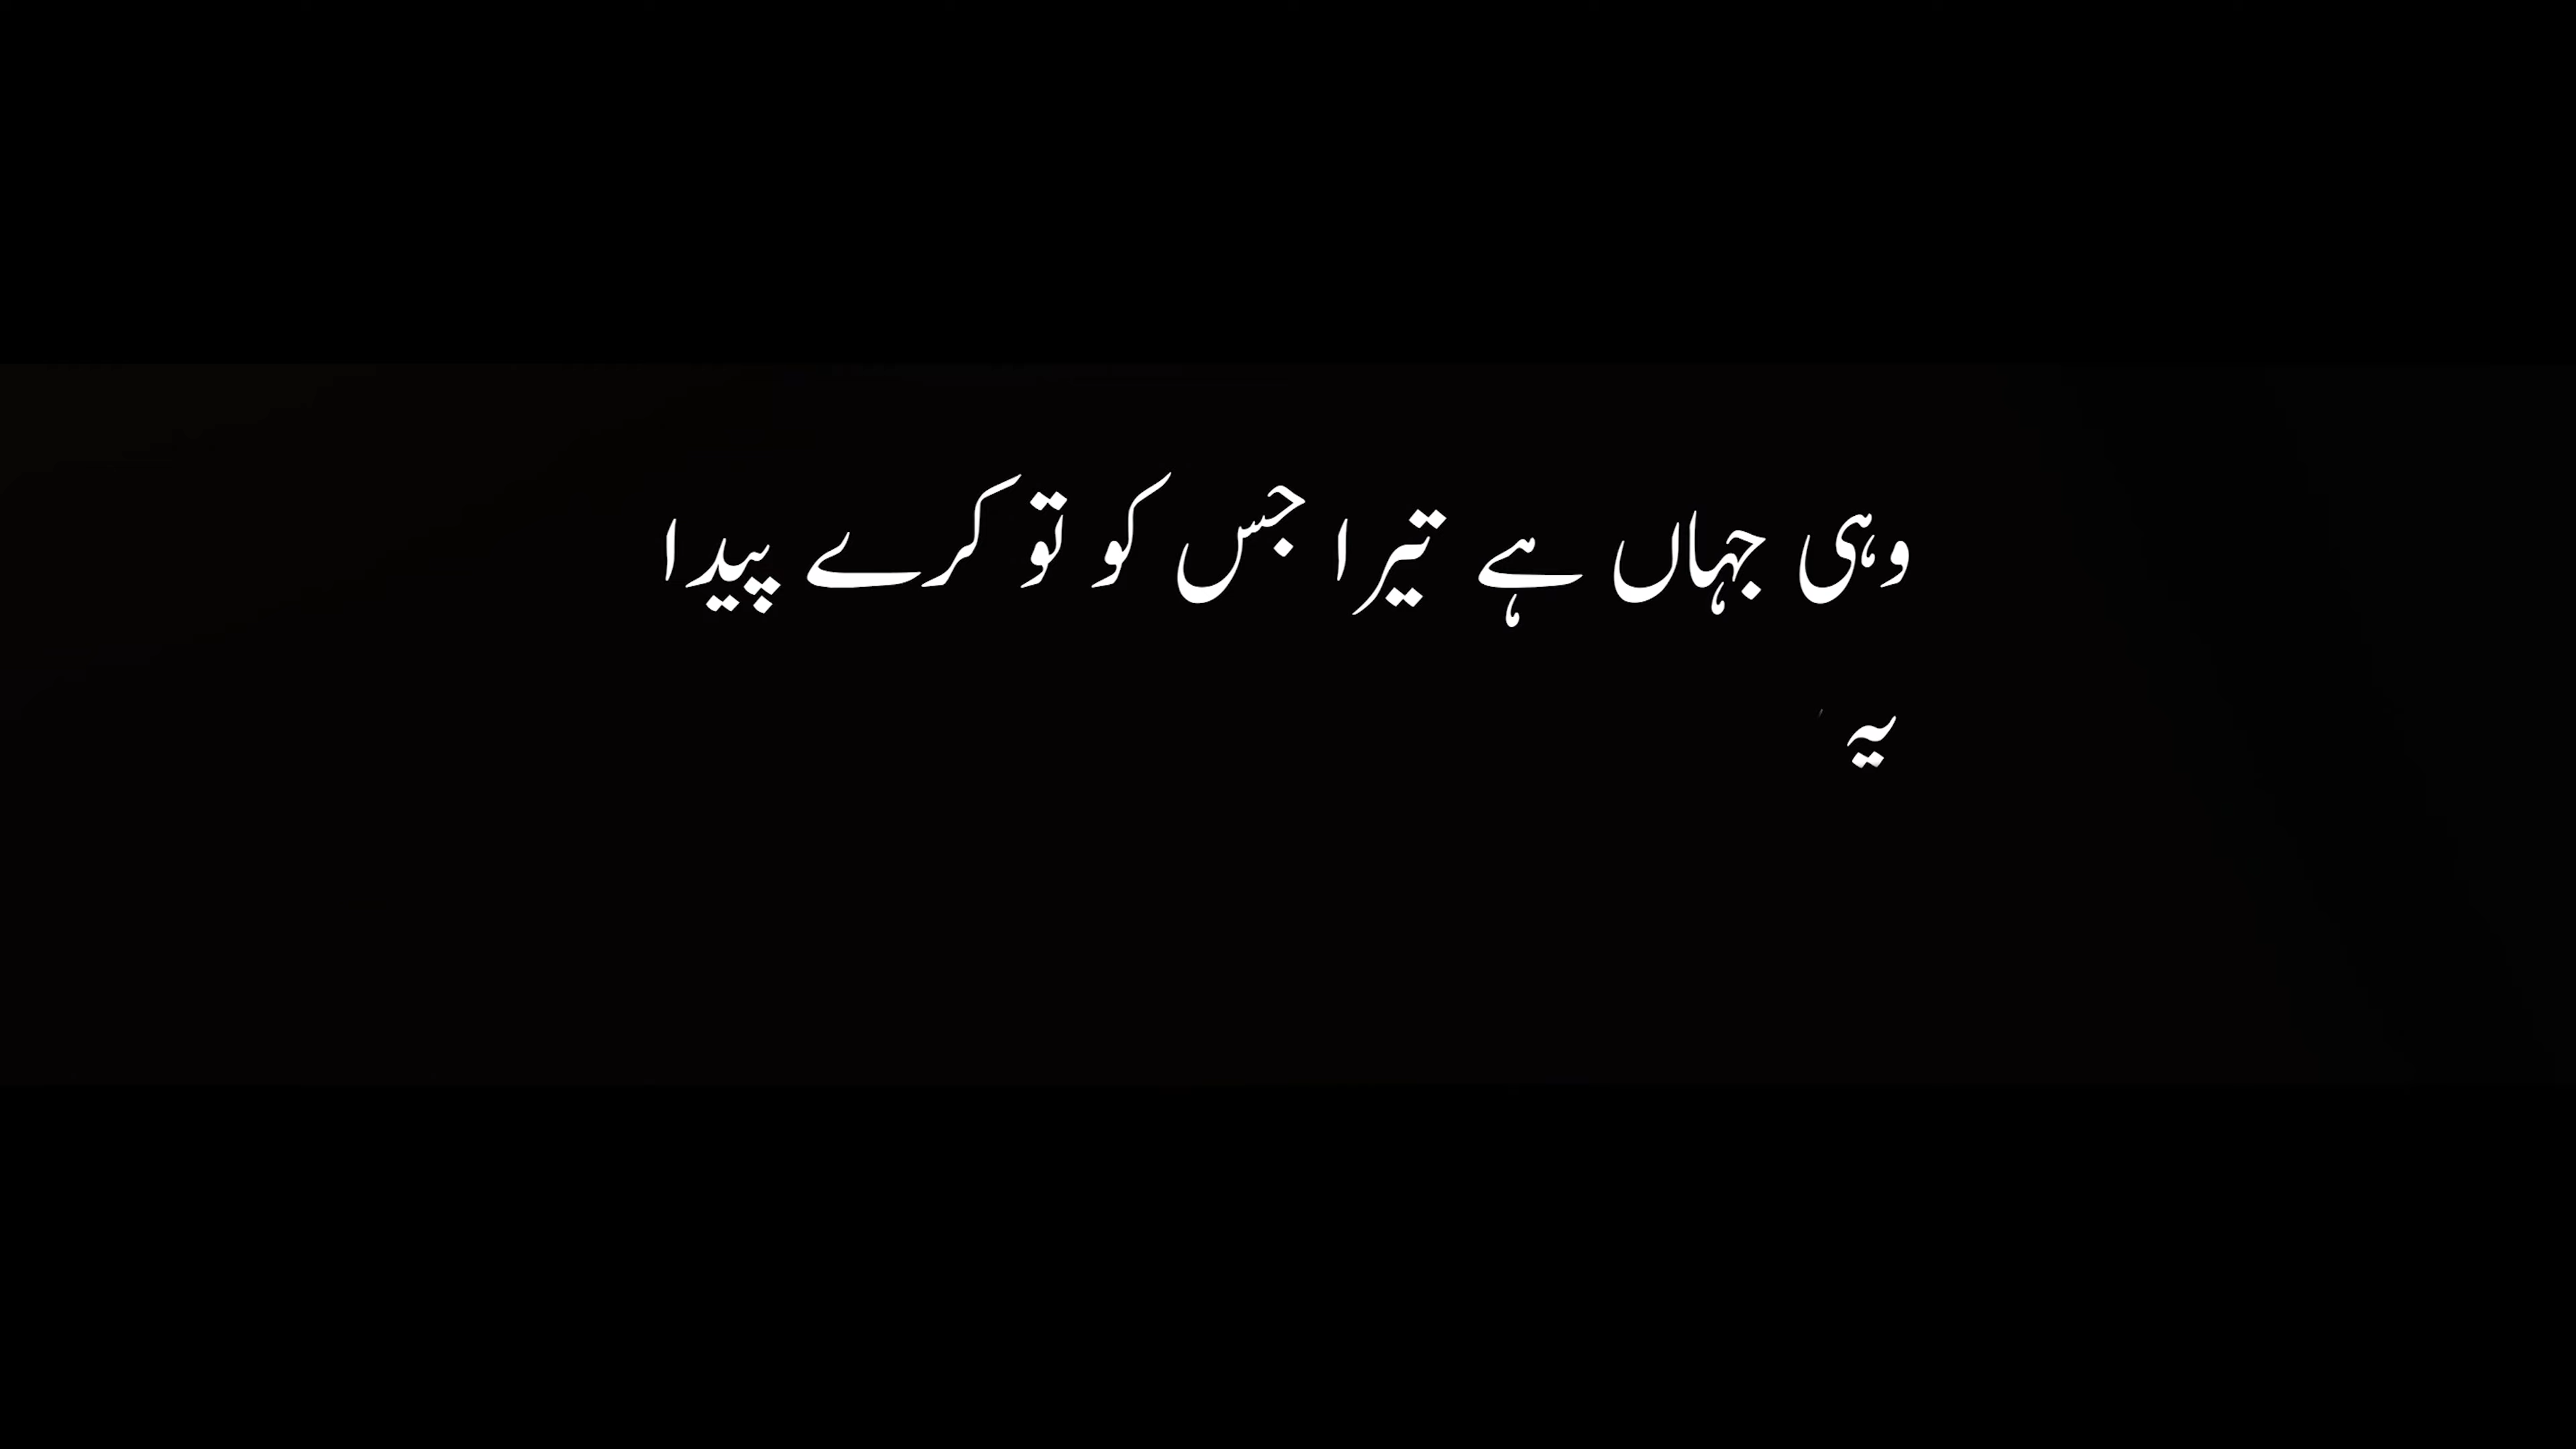 وہی جہاں ہے تیرا جس کو تو کرے پیدا
یہ